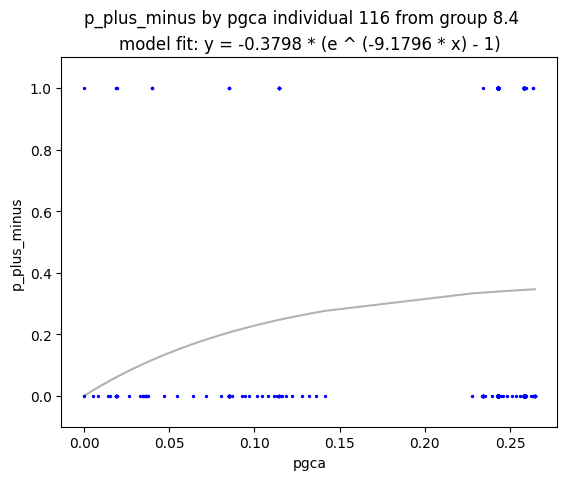 p_plus_minus by pgca individual 116 from group 8.4
model fit: y = -0.3798 * (e ^ (-9.1796 * x) - 1)
1.0
0.8
0.6
0.4
0.2
0.0
p_plus_minus
0.00 0.05 0.10 0.15 0.20 0.25
pgca